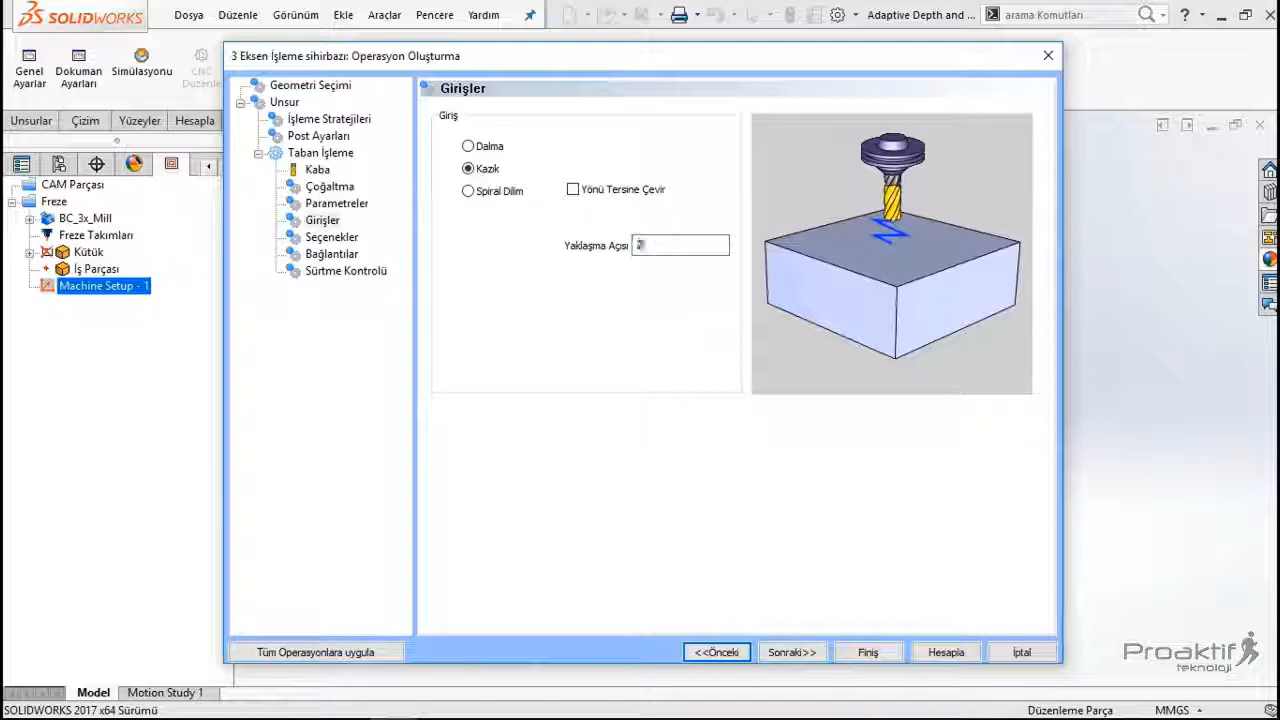 SOLIDWORKS
Dosya
Düzenle
Görünüm
Ekle
Araçlar
Pencere
Yardım
Adaptive Depth and ...
arama Komutları
?
Genel Ayarlar
Dokuman Ayarları
Simülasyonu
CNC Düzenle
Unsurlar
Çizim
Yüzeyler
Hesapla
CAM Parçası
Freze
BC_3x_Mill
Freze Takımları
Kütük
İş Parçası
Machine Setup - 1
3 Eksen İşleme sihirbazı: Operasyon Oluşturma
Geometri Seçimi
Unsur
İşleme Stratejileri
Post Ayarları
Taban İşleme
Kaba
Çoğaltma
Parametreler
Girişler
Seçenekler
Bağlantılar
Sürtme Kontrolü
Girişler
Giriş
Dalma
Kazik
Spiral Dilim
Yönü Tersine Çevir
Yaklaşma Açısı
Tüm Operasyonlara uygula
<<Önceki
Sonraki>>
Finiş
Hesapla
İptal
Proaktif
teknoloji
Model
Motion Study 1
SOLIDWORKS 2017 x64 Sürümü
Düzenleme Parça
MMGS